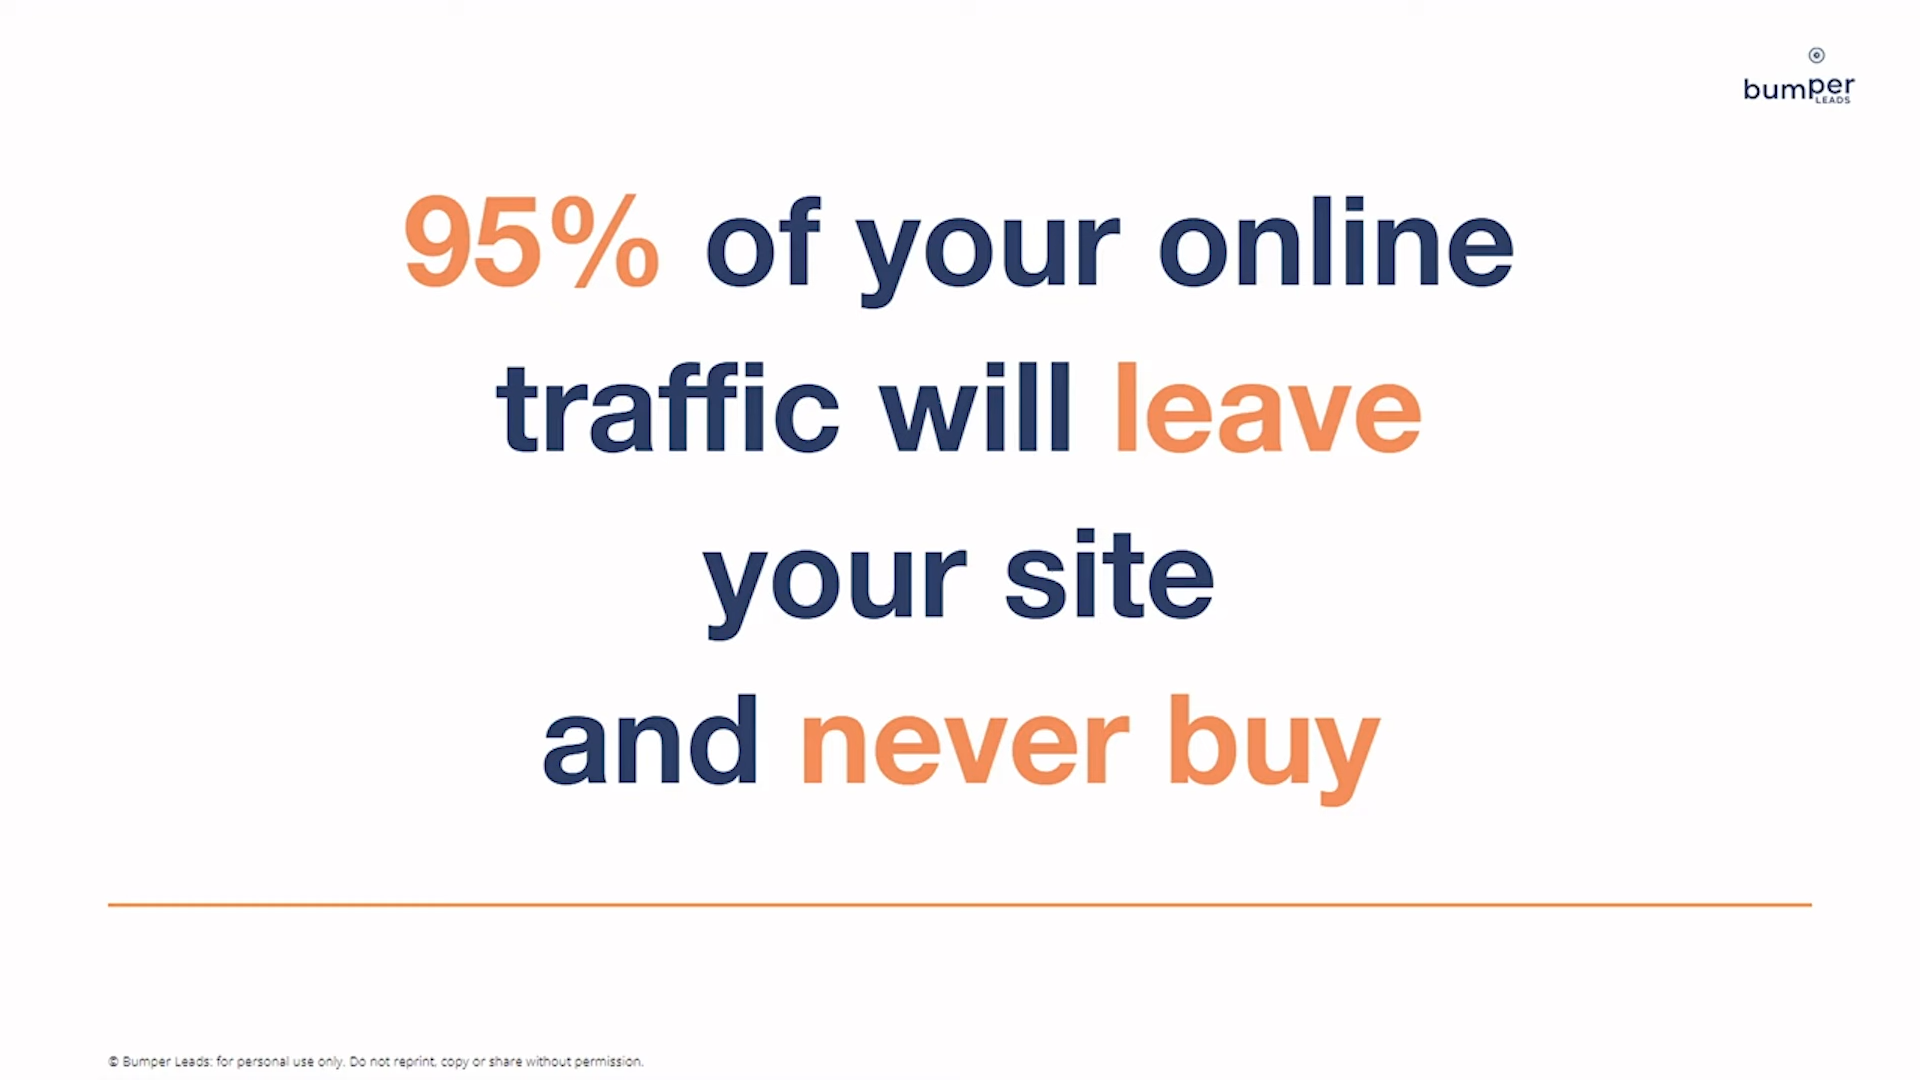 bumper
LEADS
95% of your online
traffic will leave
your site
and never buy
© Bumper Leads: for personal use only. Do not reprint, copy or share without permission.